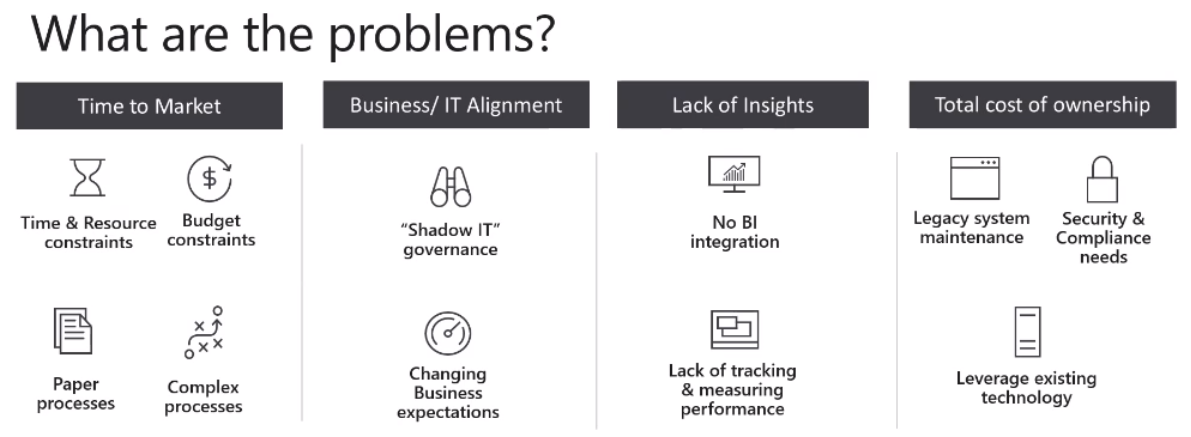 What are the problems?
Time to Market
Time & Resource
constraints
Budget
constraints
Paper
processes
Complex
processes
Business/ IT Alignment
“Shadow IT”
governance
Changing
Business
expectations
Lack of Insights
No BI
integration
Lack of tracking
& measuring
performance
Total cost of ownership
Legacy system
maintenance
Security &
Compliance
needs
Leverage existing
technology